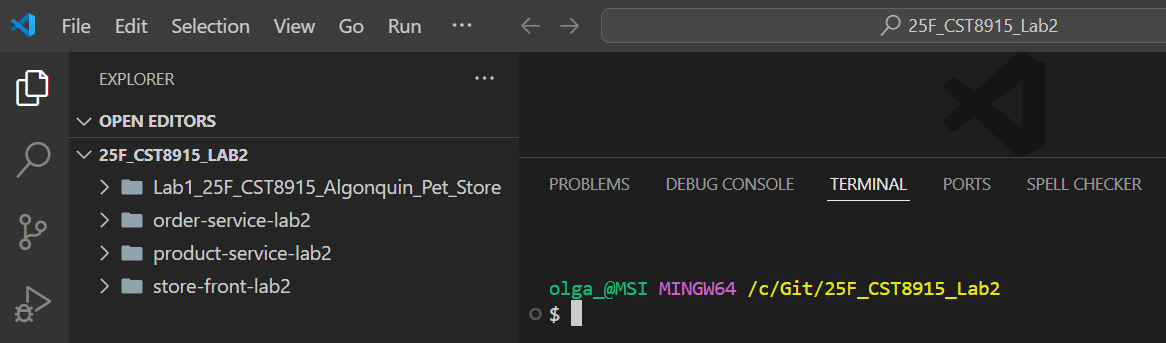 File Edit Selection View Go Run ···
25F_CST8915_Lab2
EXPLORER ···
OPEN EDITORS
25F_CST8915_LAB2
Lab1_25F_CST8915_Algonquin_Pet_Store
order-service-lab2
product-service-lab2
store-front-lab2
PROBLEMS DEBUG CONSOLE TERMINAL PORTS SPELL CHECKER
olga_@MSI MINGW64 /c/Git/25F_CST8915_Lab2
$